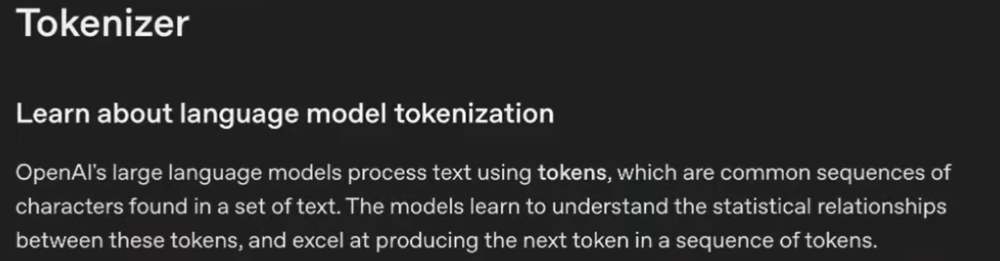 Tokenizer
Learn about language model tokenization
OpenAI's large language models process text using tokens, which are common sequences of
characters found in a set of text. The models learn to understand the statistical relationships
between these tokens, and excel at producing the next token in a sequence of tokens.